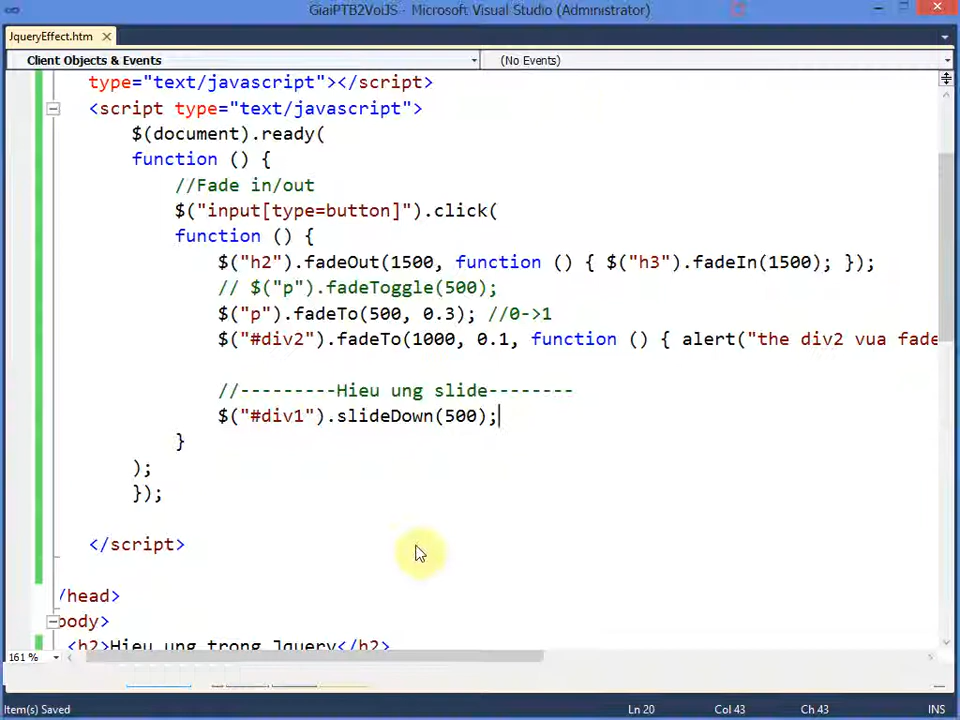 GiaiPTB2VoiJS - Microsoft Visual Studio (Administrator)
JqueryEffect.htm
Client Objects & Events
(No Events)
type="text/javascript"></script>
<script type="text/javascript">
$(document).ready(
function () {
//Fade in/out
$("input[type=button]").click(
function () {
$("h2").fadeOut(1500, function () { $("h3").fadeIn(1500); });
// $("p").fadeToggle(500);
$("p").fadeTo(500, 0.3); //0->1
$("#div2").fadeTo(1000, 0.1, function () { alert("the div2 vua fade
//---------Hieu ung slide--------
$("#div1").slideDown(500);
}
);
});
</script>
/head>
body>
<h2>Hieu ung trong Jquery</h2>
161 %
Item(s) Saved
Ln 20
Col 43
Ch 43
INS